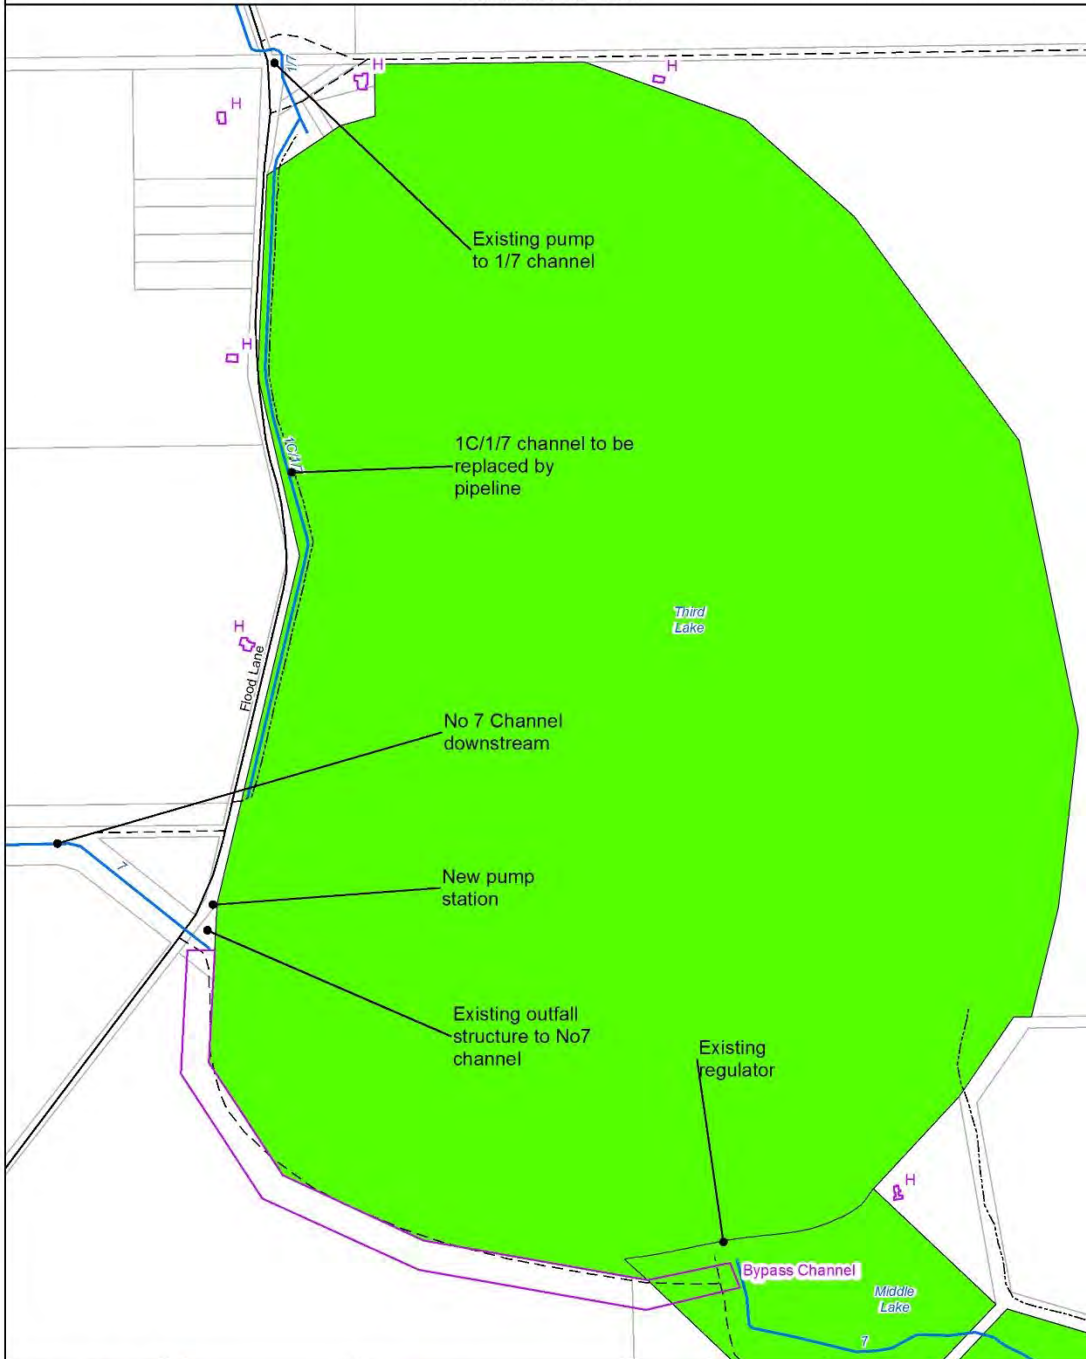 1/7
H
H
H
Existing pump
to 1/7 channel
H
1C/1/7
1C/1/7 channel to be
replaced by
pipeline
Third
Lake
H
Flood Lane
No 7 Channel
downstream
7
New pump
station
Existing outfall
structure to No7
channel
Existing
regulator
H
Bypass Channel
Middle
Lake
7